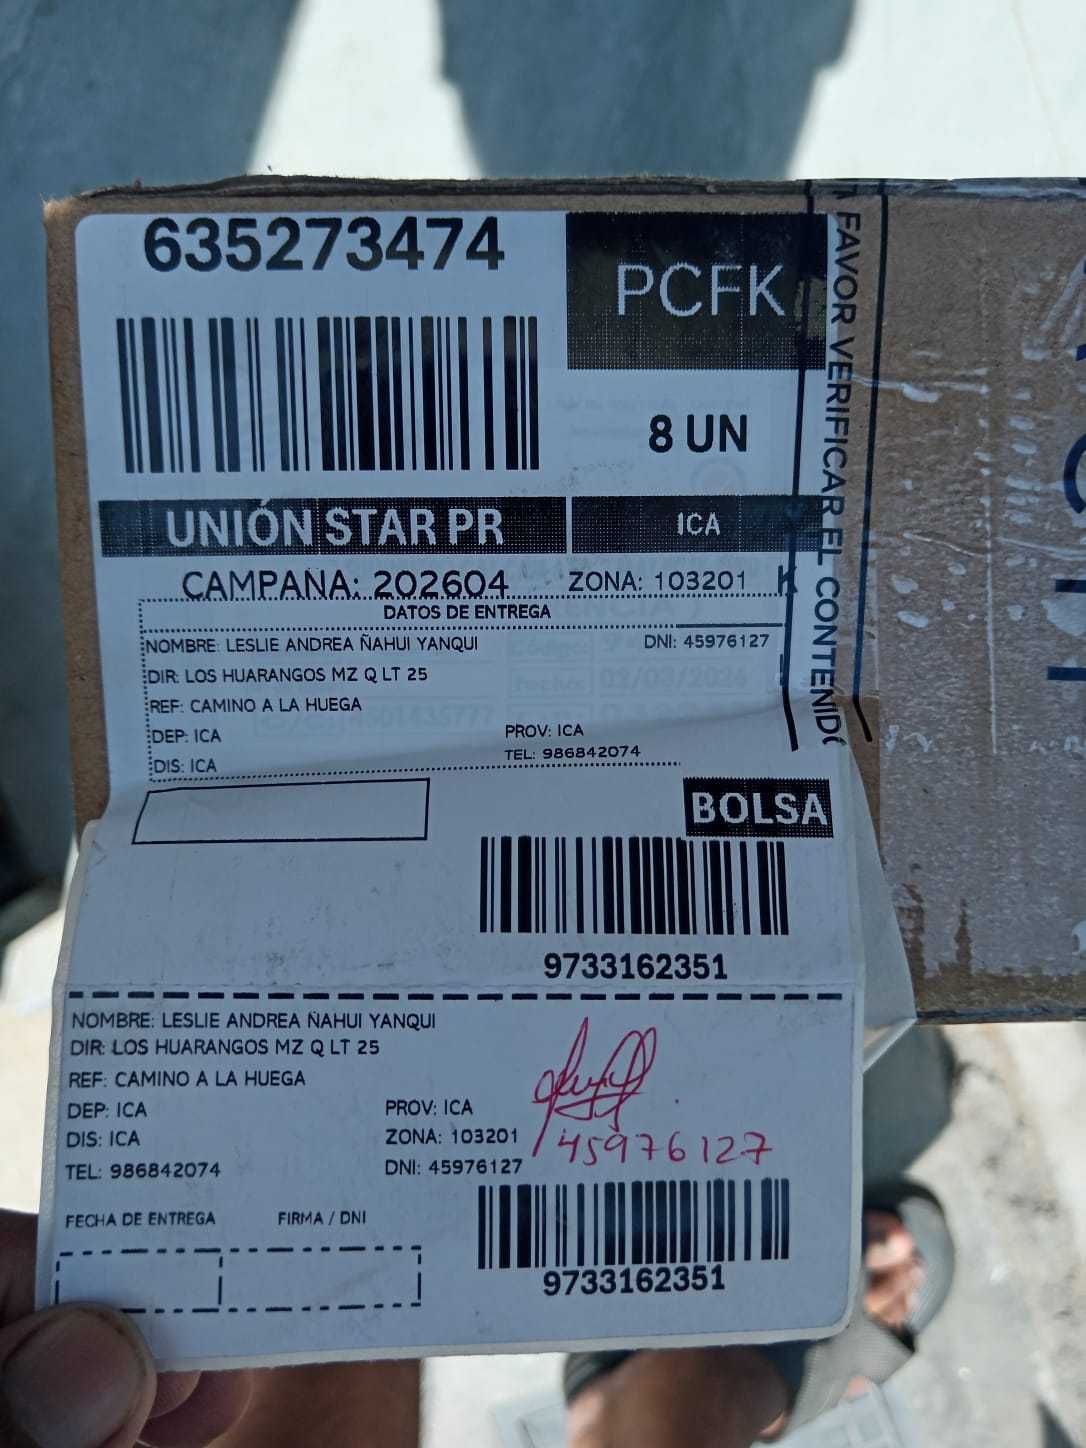 635273474
PCFK
8 UN
UNIÓN STAR PR
ICA
CAMPAÑA: 202604
ZONA: 103201
K
DATOS DE ENTREGA
NOMBRE: LESLIE ANDREA ÑAHUI YANQUI
DNI: 45976127
DIR: LOS HUARANGOS MZ Q LT 25
REF: CAMINO A LA HUEGA
DEP: ICA
PROV: ICA
DIS: ICA
TEL: 986842074
FAVOR VERIFICAR EL CONTENIDO
BOLSA
9733162351
NOMBRE: LESLIE ANDREA ÑAHUI YANQUI
DIR: LOS HUARANGOS MZ Q LT 25
REF: CAMINO A LA HUEGA
DEP: ICA
PROV: ICA
DIS: ICA
ZONA: 103201
TEL: 986842074
DNI: 45976127
45976127
FECHA DE ENTREGA
FIRMA / DNI
9733162351